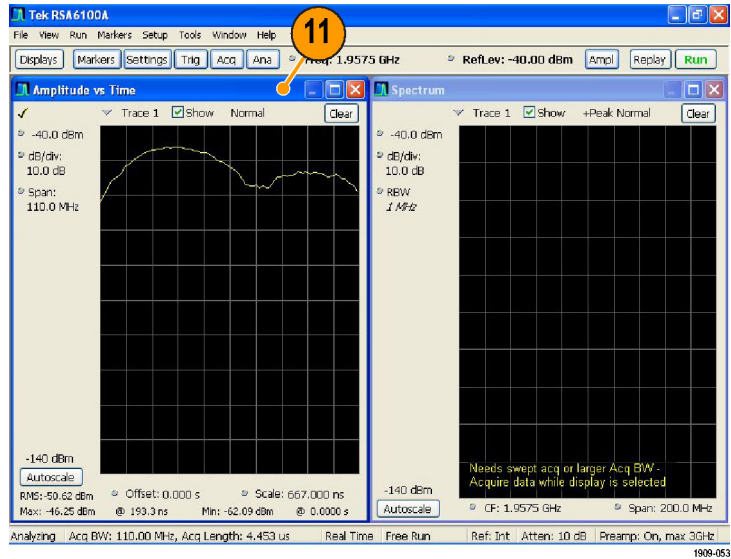 Tek RSA6100A
File View Run Markers Setup Tools Window Help
11
Displays Markers Settings Trig Acq Ana Freq: 1.9575 GHz RefLev: -40.00 dBm Ampl Replay Run
Amplitude vs Time
Trace 1 Show Normal Clear
-40.0 dBm
dB/div:
10.0 dB
Span:
110.0 MHz
-140 dBm
Autoscale
Offset: 0.000 s Scale: 667.000 ns
RMS: -50.62 dBm
Max: -46.25 dBm @ 193.3 ns Min: -62.09 dBm @ 0.0000 s
Spectrum
Trace 1 Show +Peak Normal Clear
-40.0 dBm
dB/div:
10.0 dB
RBW
1 MHz
Needs swept acq or larger Acq BW -
Acquire data while display is selected
-140 dBm
Autoscale CF: 1.9575 GHz Span: 200.0 MHz
Analyzing Acq BW: 110.00 MHz, Acq Length: 4.453 us Real Time Free Run Ref: Int Atten: 10 dB Preamp: On, max 3GHz
1909-053